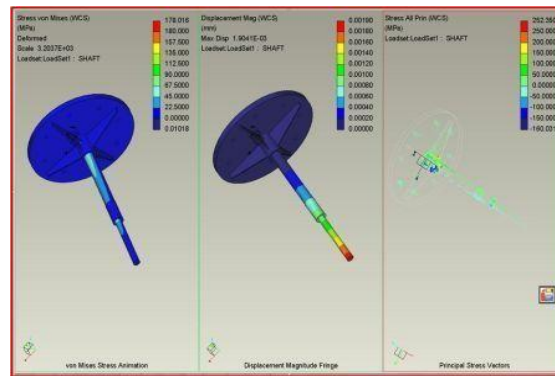 Stress von Mises (WCS)
(MPa)
Deformed
Scale 3.2037E+03
Loadset:LoadSet1 : SHAFT
178.016
180.000
157.500
135.000
112.500
90.0000
67.5000
45.0000
22.5000
0.00000
0.01018
von Mises Stress Animation
Displacement Mag (WCS)
(mm)
Max Disp 1.9041E-03
Loadset:LoadSet1 : SHAFT
0.00190
0.00180
0.00160
0.00140
0.00120
0.00100
0.00080
0.00060
0.00040
0.00020
0.00000
Displacement Magnitude Fringe
Stress All Prin (WCS)
(MPa)
Loadset:LoadSet1 : SHAFT
250.000
200.000
150.000
100.000
50.0000
0.00000
-50.000
-100.00
-150.00
Principal Stress Vectors